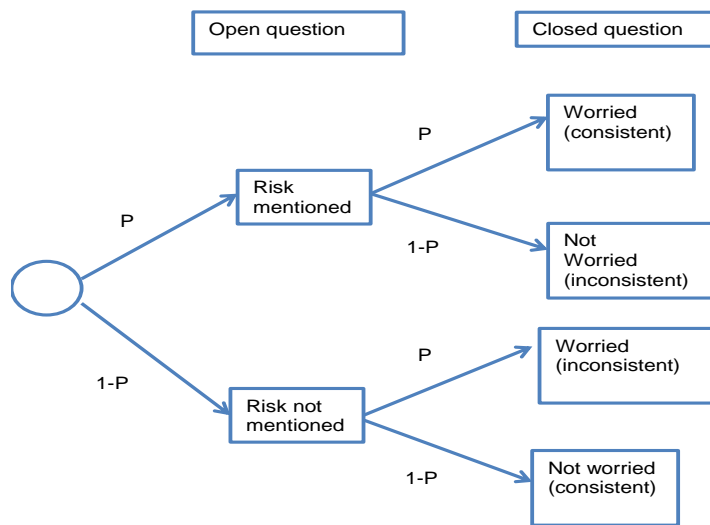 Open question
Closed question
P
Risk
mentioned
P
Worried
(consistent)
1-P
Not
Worried
(inconsistent)
1-P
Risk not
mentioned
P
Worried
(inconsistent)
1-P
Not worried
(consistent)